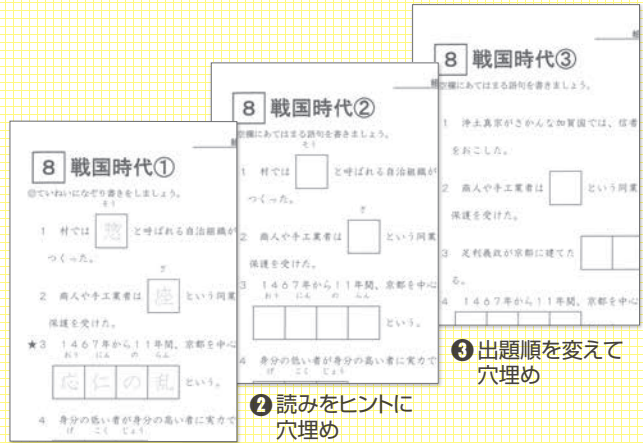 8 戦国時代①
◎ていねいになぞり書きをしましょう。
そう
1 村では 惣 と呼ばれる自治組織が
つくった。
ざ
2 商人や手工業者は 座 という同業
保護を受けた。
★3 1467年から11年間、京都を中心
おう にん の らん
応仁の乱 という。
4 身分の低い者が身分の高い者に実力で
げ こく じょう
8 戦国時代②
空欄にあてはまる語句を書きましょう。
そう
1 村では と呼ばれる自治組織が
つくった。
ざ
2 商人や手工業者は という同業
保護を受けた。
3 1467年から11年間、京都を中心
おう にん の らん
という。
4 身分の低い者が身分の高い者に実力で
げ こく じょう
❷読みをヒントに
穴埋め
組
8 戦国時代③
空欄にあてはまる語句を書きましょう。
1 浄土真宗がさかんな加賀国では、信者
をおこした。
2 商人や手工業者は という同業
保護を受けた。
3 足利義政が京都に建てた
る。
4 1467年から11年間、京都を中心
❸出題順を変えて
穴埋め